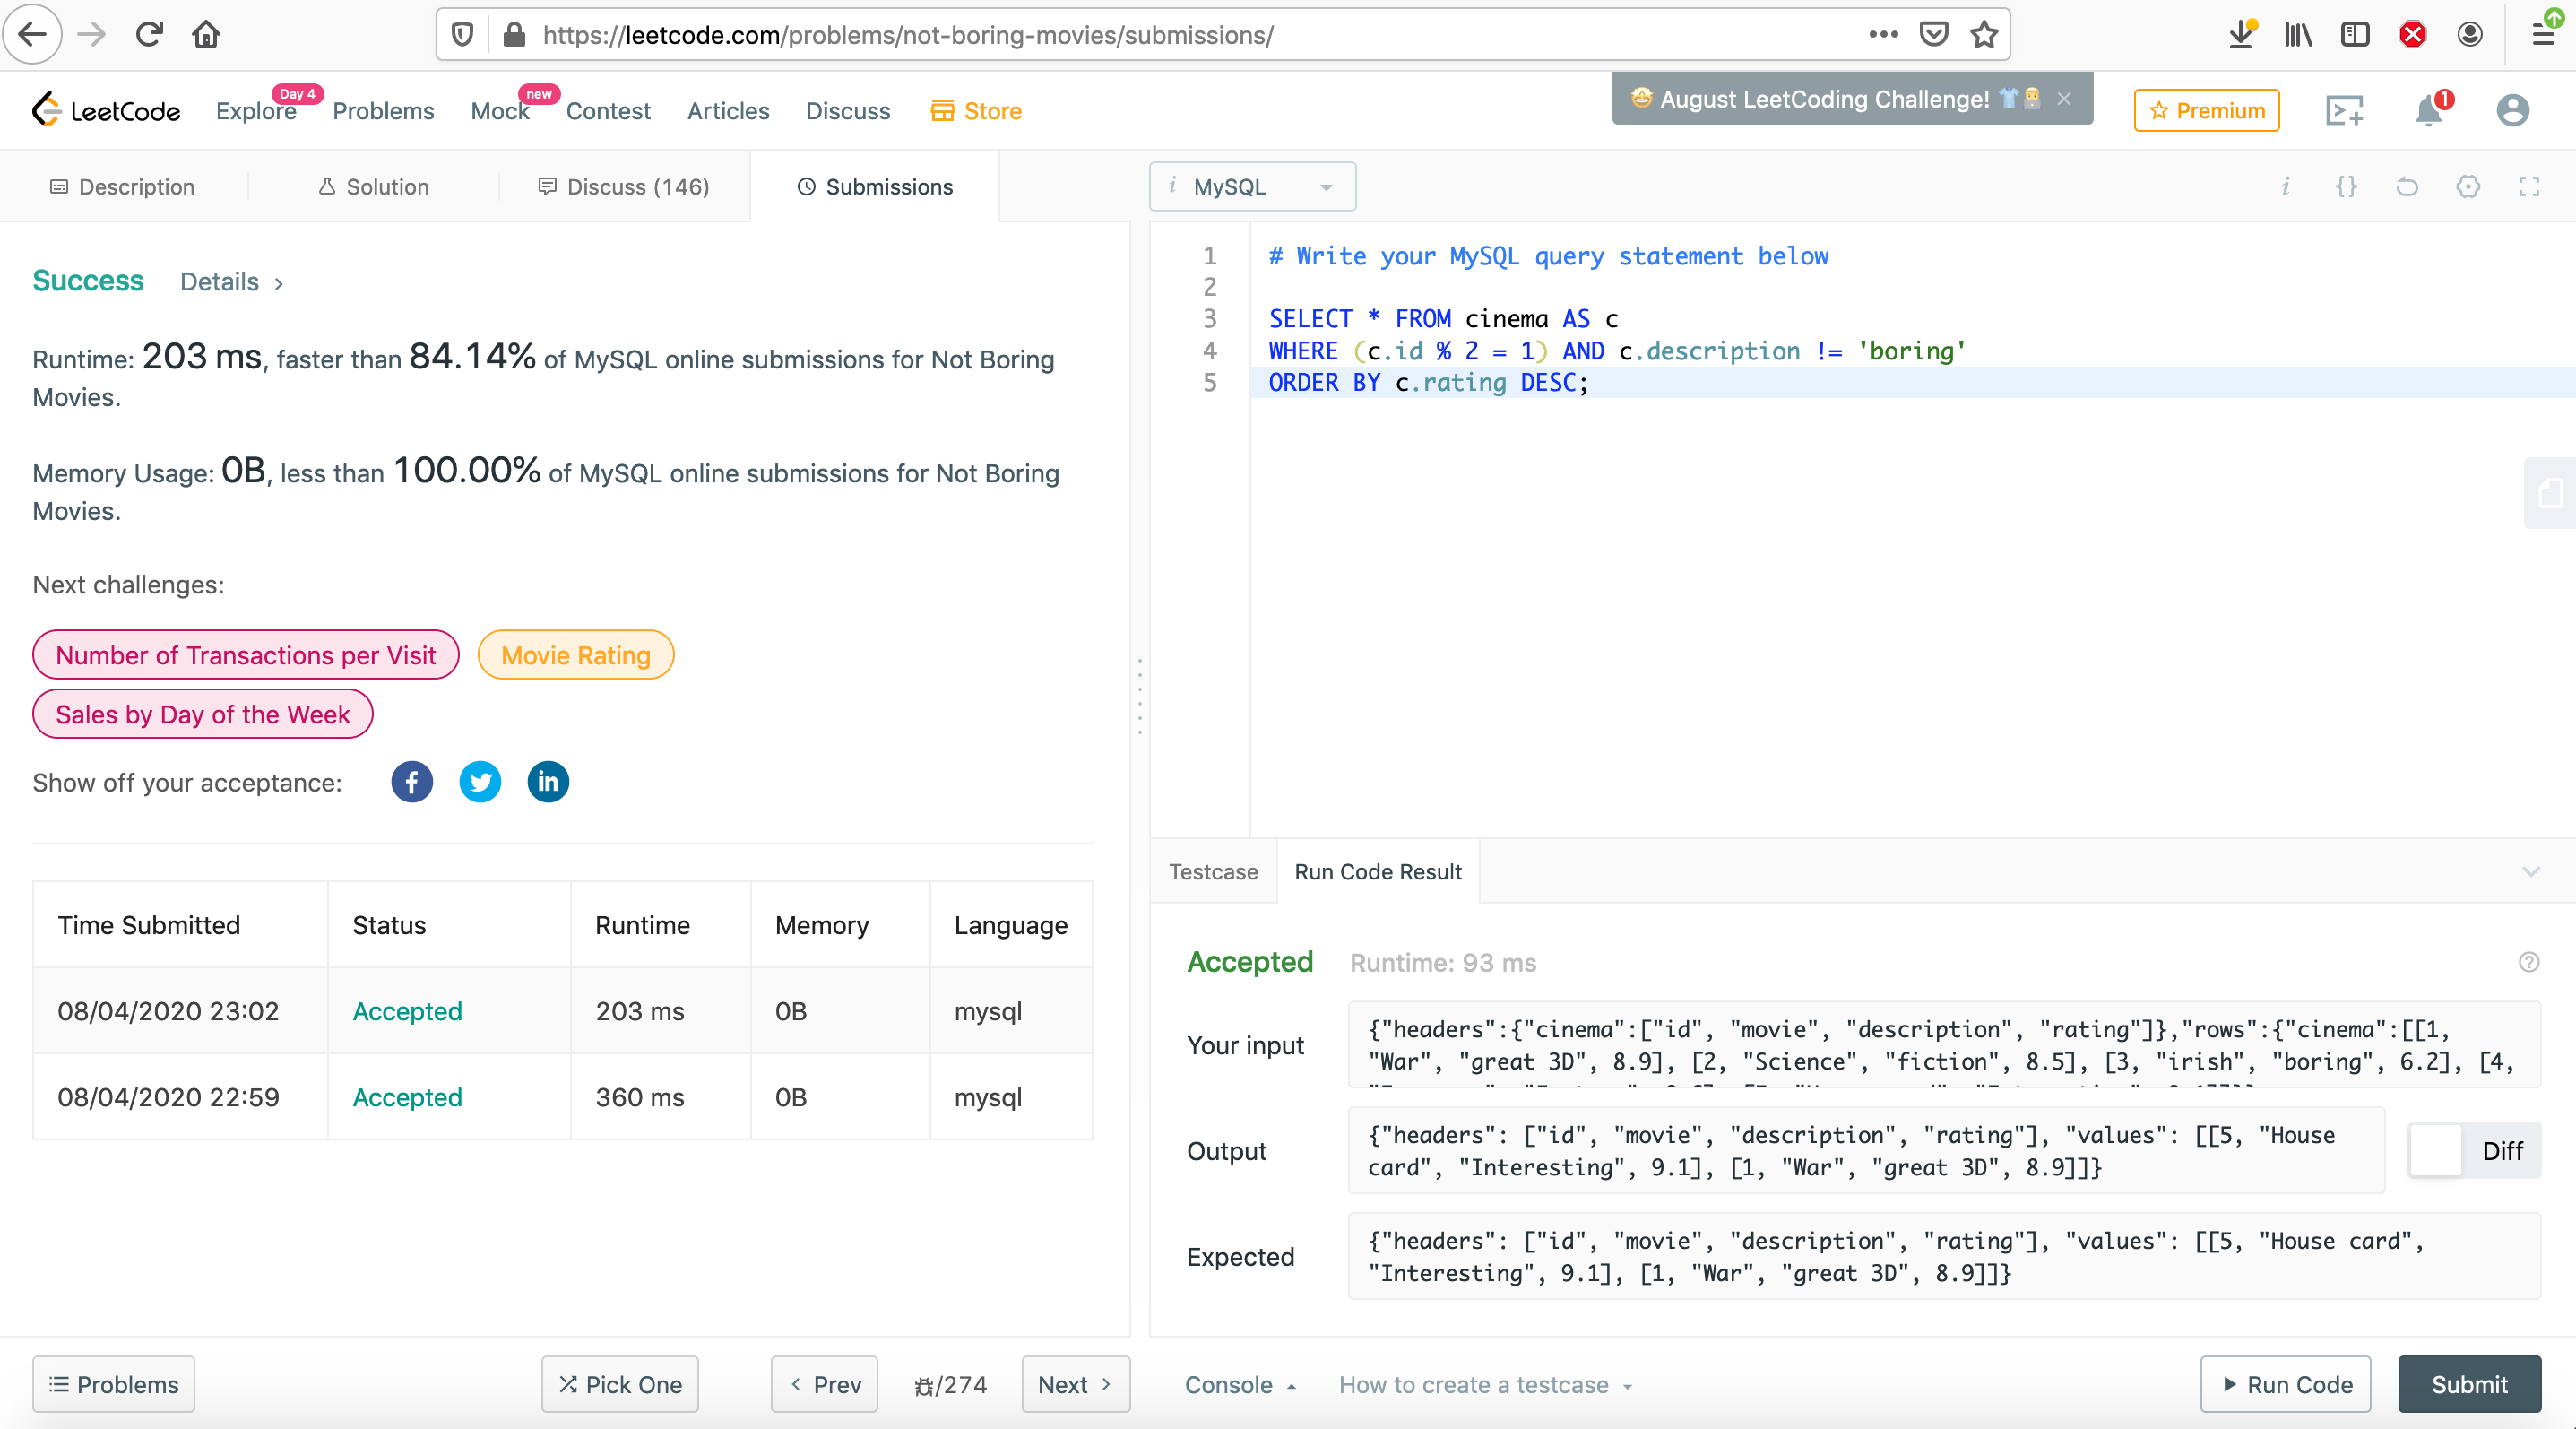 https://leetcode.com/problems/not-boring-movies/submissions/
LeetCode
Explore
Day 4
Problems
Mock
new
Contest
Articles
Discuss
Store
August LeetCoding Challenge!
Premium
1
Description
Solution
Discuss (146)
Submissions
i MySQL
i {}
Success Details >
Runtime: 203 ms, faster than 84.14% of MySQL online submissions for Not Boring
Movies.
Memory Usage: 0B, less than 100.00% of MySQL online submissions for Not Boring
Movies.
Next challenges:
Number of Transactions per Visit
Movie Rating
Sales by Day of the Week
Show off your acceptance:
Time Submitted Status Runtime Memory Language
08/04/2020 23:02 Accepted 203 ms 0B mysql
08/04/2020 22:59 Accepted 360 ms 0B mysql
1 # Write your MySQL query statement below
2
3 SELECT * FROM cinema AS c
4 WHERE (c.id % 2 = 1) AND c.description != 'boring'
5 ORDER BY c.rating DESC;
Testcase
Run Code Result
Accepted Runtime: 93 ms
Your input
{"headers":{"cinema":["id", "movie", "description", "rating"]},"rows":{"cinema":[[1,
"War", "great 3D", 8.9], [2, "Science", "fiction", 8.5], [3, "irish", "boring", 6.2], [4,
Output
{"headers": ["id", "movie", "description", "rating"], "values": [[5, "House
card", "Interesting", 9.1], [1, "War", "great 3D", 8.9]]}
Diff
Expected
{"headers": ["id", "movie", "description", "rating"], "values": [[5, "House card",
"Interesting", 9.1], [1, "War", "great 3D", 8.9]]}
Problems
Pick One
< Prev
/274
Next >
Console
How to create a testcase
Run Code
Submit